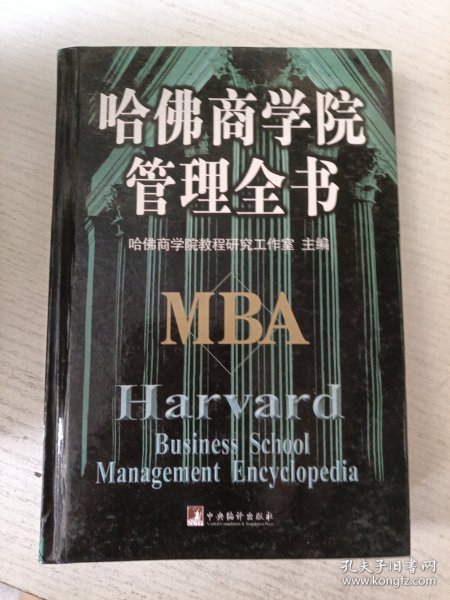 哈佛商学院
管理全书
哈佛商学院教程研究工作室 主编
MBA
Harvard
Business School
Management Encyclopedia
中央编译出版社
孔夫子旧书网
www.kongfz.com